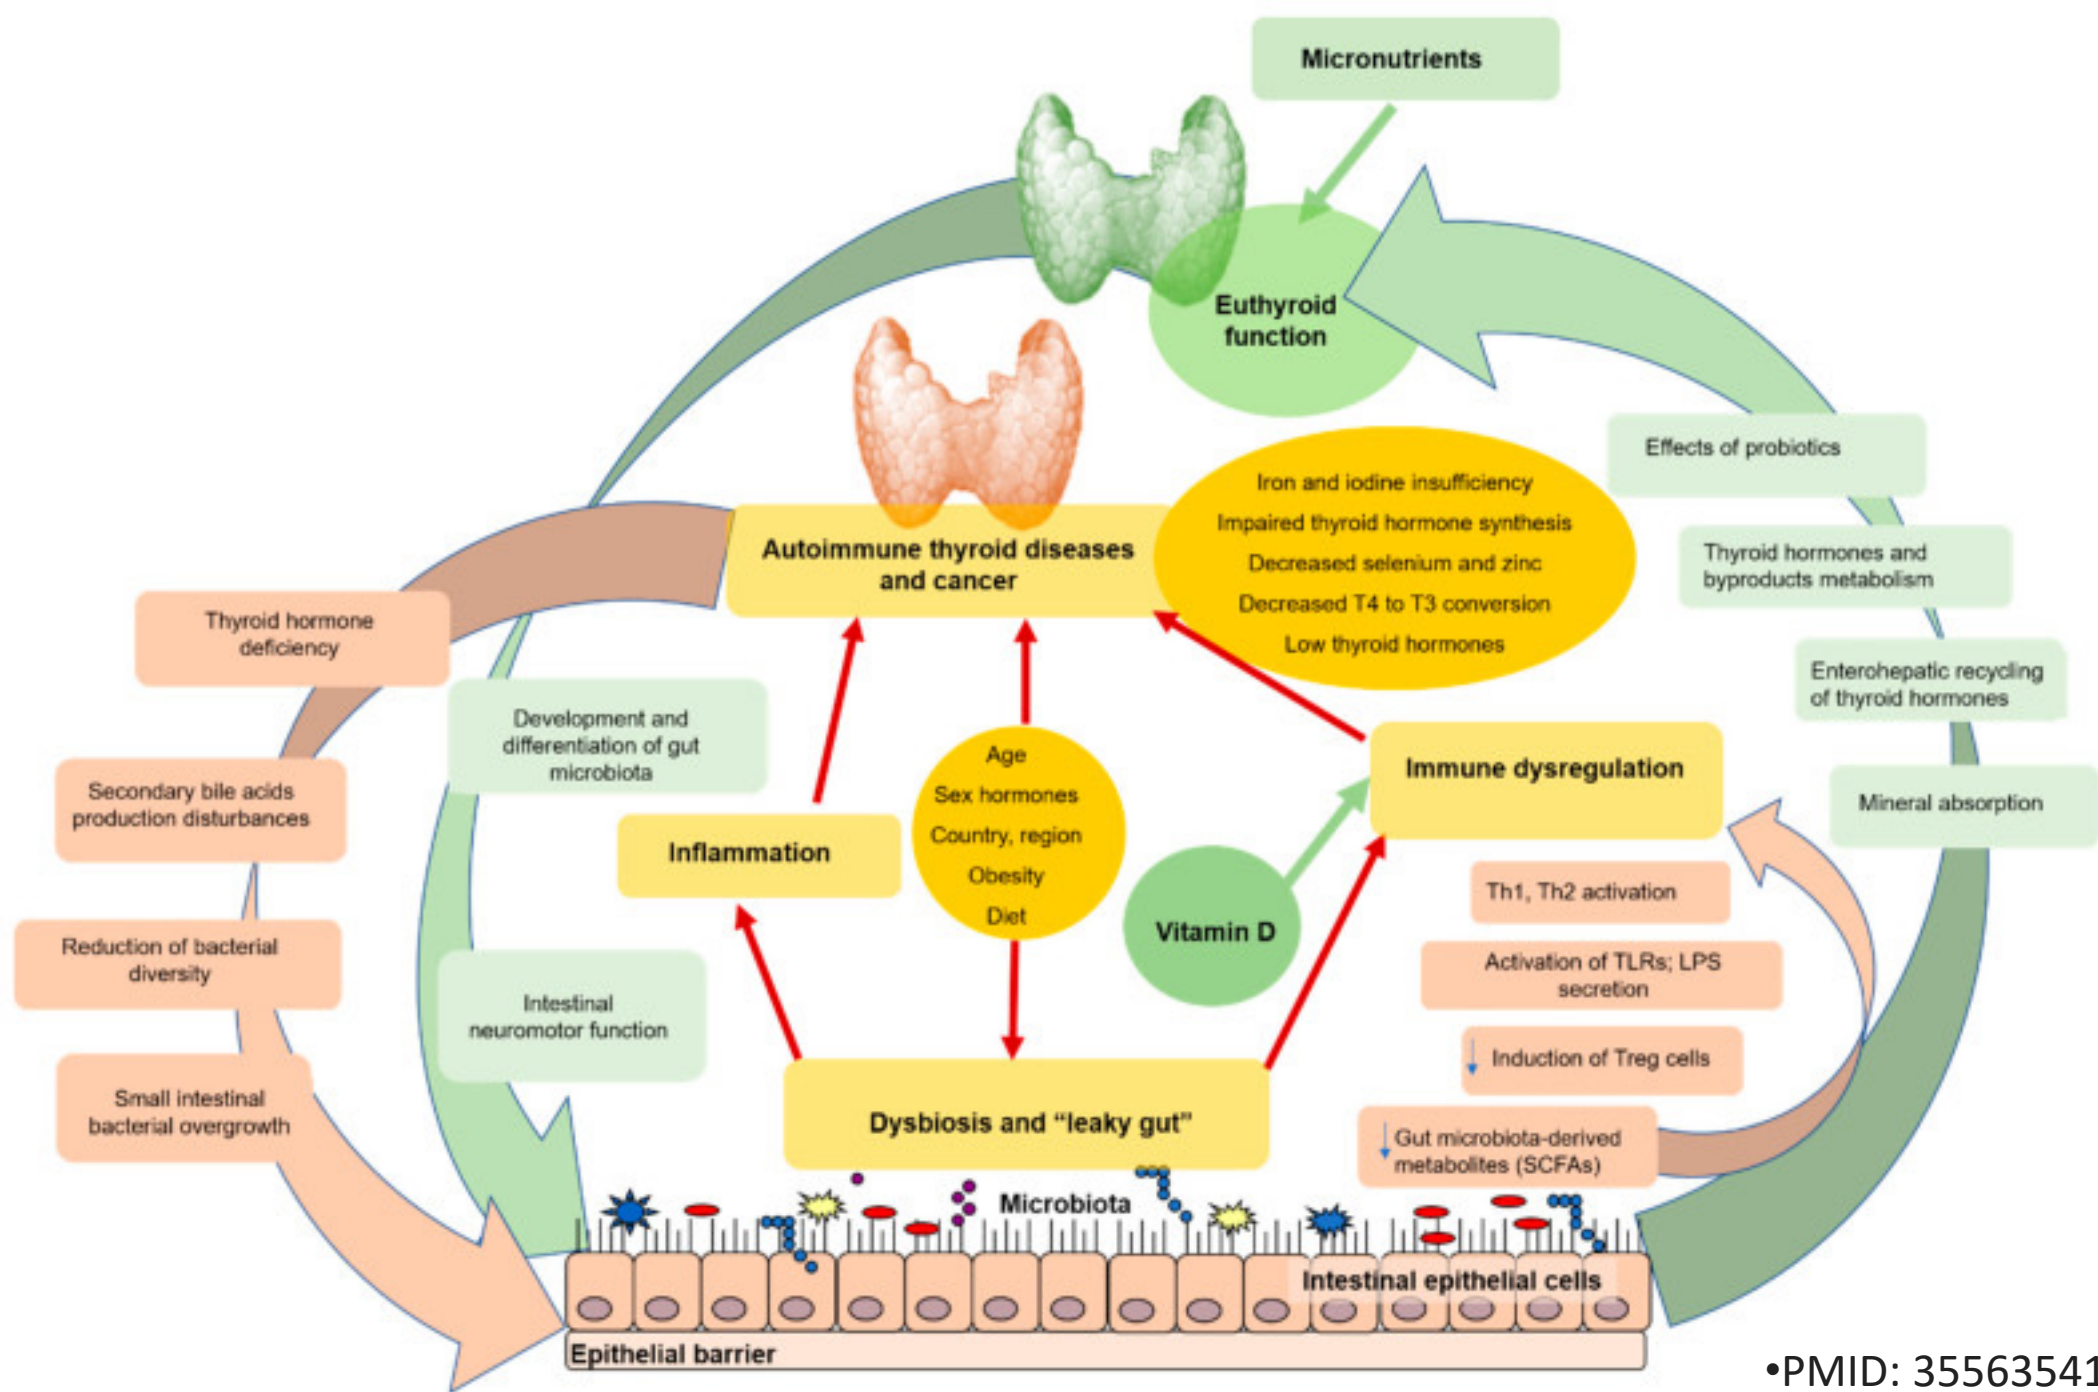 Micronutrients
Euthyroid
function
Effects of probiotics
Iron and iodine insufficiency
Impaired thyroid hormone synthesis
Decreased selenium and zinc
Decreased T4 to T3 conversion
Low thyroid hormones
Autoimmune thyroid diseases
and cancer
Thyroid hormones and
byproducts metabolism
Thyroid hormone
deficiency
Enterohepatic recycling
of thyroid hormones
Development and
differentiation of gut
microbiota
Age
Sex hormones
Country, region
Obesity
Diet
Immune dysregulation
Secondary bile acids
production disturbances
Mineral absorption
Inflammation
Th1, Th2 activation
Vitamin D
Reduction of bacterial
diversity
Activation of TLRs; LPS
secretion
Intestinal
neuromotor function
↓ Induction of Treg cells
Small intestinal
bacterial overgrowth
Dysbiosis and “leaky gut”
↓ Gut microbiota-derived
metabolites (SCFAs)
Microbiota
Intestinal epithelial cells
Epithelial barrier
•PMID: 35563541